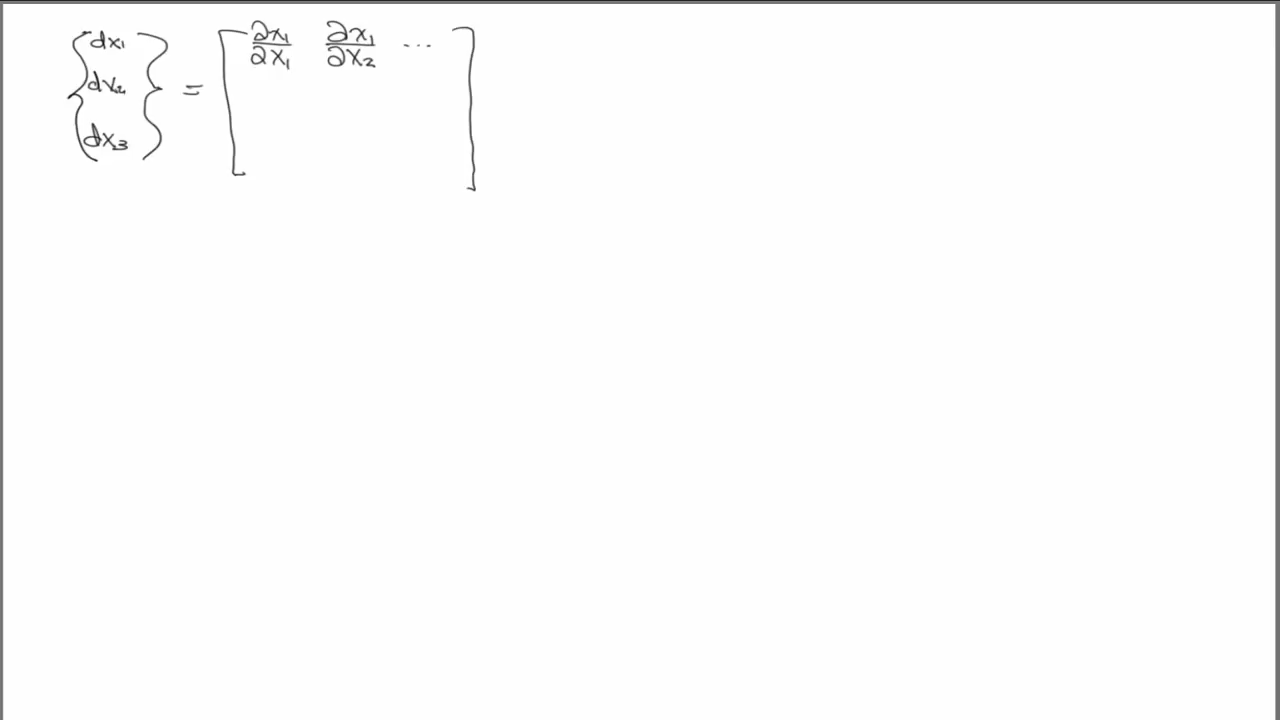 {dx₁ dx₂ dx₃} = [∂x₁/∂X₁ ∂x₁/∂X₂ ...]